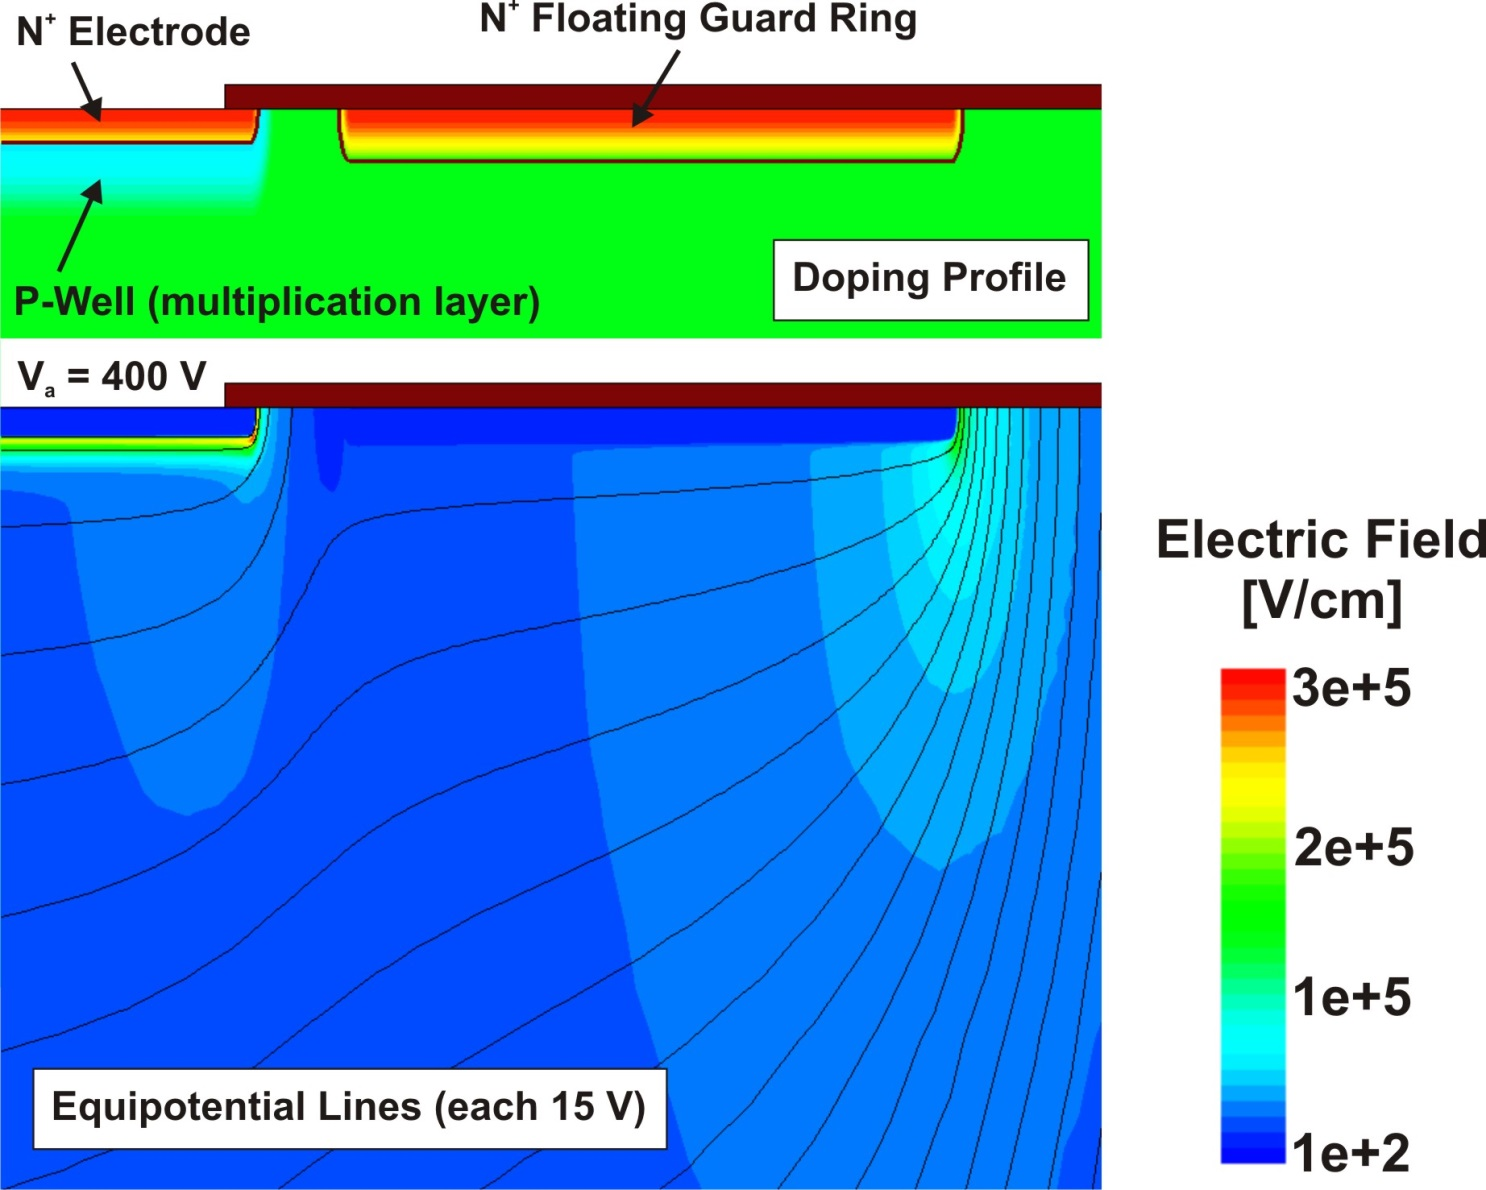 N⁺ Electrode
N⁺ Floating Guard Ring
P-Well (multiplication layer)
Doping Profile
Vₐ = 400 V
Electric Field
[V/cm]
3e+5
2e+5
1e+5
1e+2
Equipotential Lines (each 15 V)